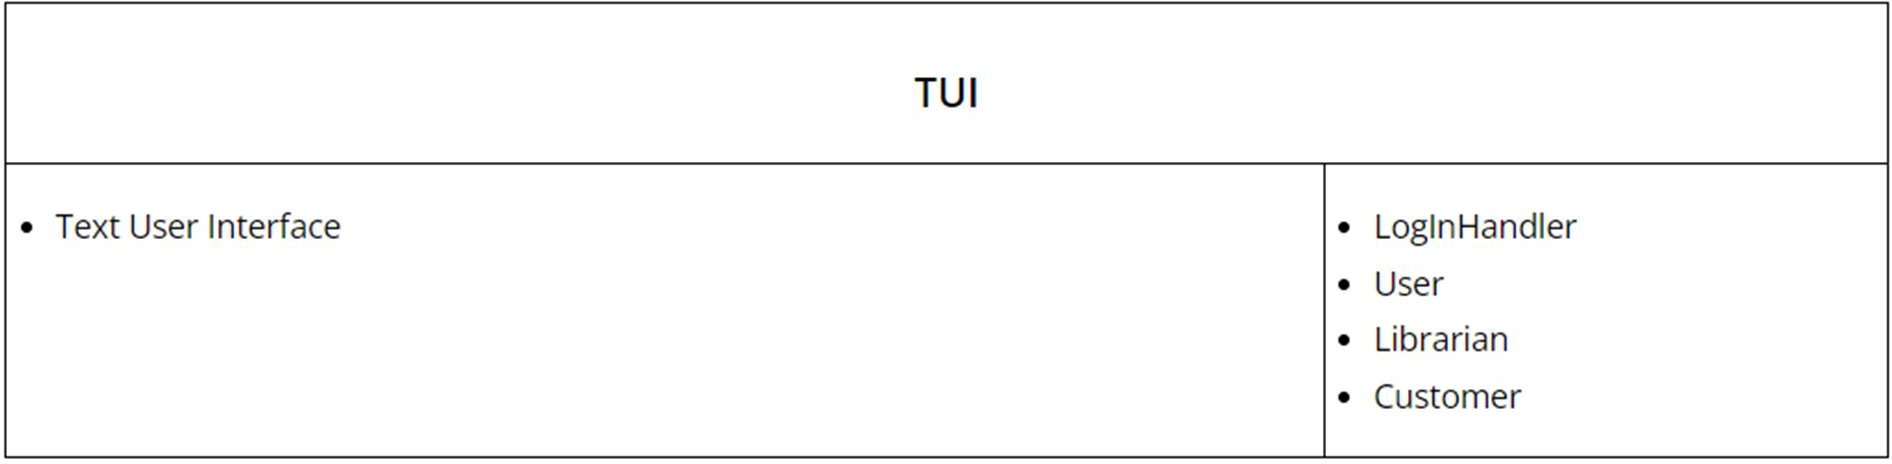 TUI
• Text User Interface
• LogInHandler
• User
• Librarian
• Customer